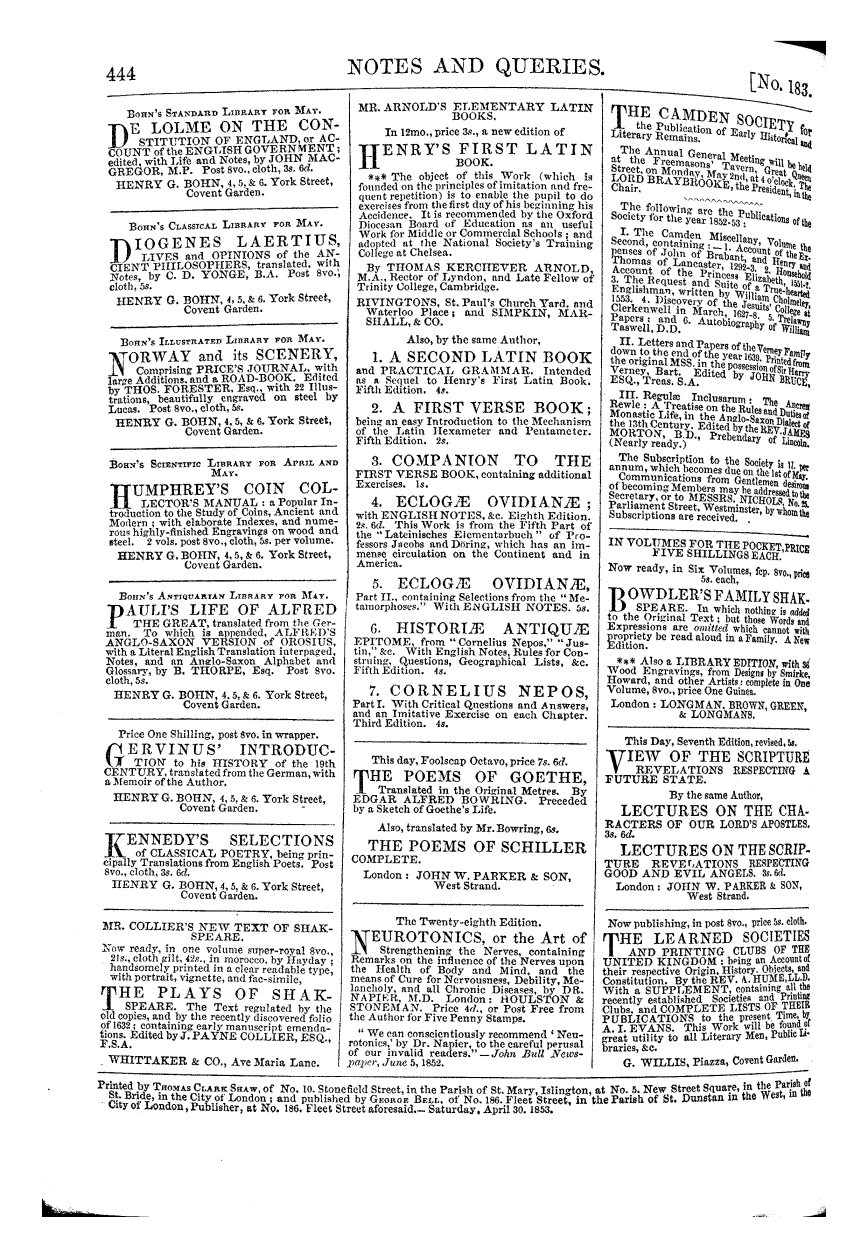 444
NOTES AND QUERIES.
[No. 183.
BOHN'S STANDARD LIBRARY FOR MAY.
DE LOLME ON THE CON-
STITUTION OF ENGLAND, or AC-
COUNT of the ENGLISH GOVERNMENT;
edited, with Life and Notes, by JOHN MAC-
GREGOR, M.P. Post 8vo., cloth, 3s. 6d.
HENRY G. BOHN, 4, 5, & 6. York Street,
Covent Garden.
BOHN'S CLASSICAL LIBRARY FOR MAY.
DIOGENES LAERTIUS,
LIVES and OPINIONS of the AN-
CIENT PHILOSOPHERS, translated, with
Notes, by C. D. YONGE, B.A. Post 8vo.,
cloth, 5s.
HENRY G. BOHN, 4, 5, & 6. York Street,
Covent Garden.
BOHN'S ILLUSTRATED LIBRARY FOR MAY.
NORWAY and its SCENERY,
Comprising PRICE'S JOURNAL, with
large Additions, and a ROAD-BOOK. Edited
by THOS. FORESTER, Esq., with 22 Illus-
trations, beautifully engraved on steel by
Lucas. Post 8vo., cloth, 5s.
HENRY G. BOHN, 4, 5, & 6. York Street,
Covent Garden.
BOHN'S SCIENTIFIC LIBRARY FOR APRIL AND
MAY.
HUMPHREY'S COIN COL-
LECTOR'S MANUAL: a Popular In-
troduction to the Study of Coins, Ancient and
Modern; with elaborate Indexes, and nume-
rous highly-finished Engravings on wood and
steel. 2 vols. post 8vo., cloth, 5s. per volume.
HENRY G. BOHN, 4, 5, & 6. York Street,
Covent Garden.
BOHN'S ANTIQUARIAN LIBRARY FOR MAY.
PAULI'S LIFE OF ALFRED
THE GREAT, translated from the Ger-
man. To which is appended, ALFRED'S
ANGLO-SAXON VERSION of OROSIUS,
with a Literal English Translation interpaged,
Notes, and an Anglo-Saxon Alphabet and
Glossary, by B. THORPE, Esq. Post 8vo.
cloth, 5s.
HENRY G. BOHN, 4, 5, & 6. York Street,
Covent Garden.
Price One Shilling, post 8vo. in wrapper.
GERVINUS' INTRODUC-
TION to his HISTORY of the 19th
CENTURY, translated from the German, with
a Memoir of the Author.
HENRY G. BOHN, 4, 5, & 6. York Street,
Covent Garden.
KENNEDY'S SELECTIONS
of CLASSICAL POETRY, being prin-
cipally Translations from English Poets. Post
8vo., cloth, 3s. 6d.
HENRY G. BOHN, 4, 5, & 6. York Street,
Covent Garden.
MR. COLLIER'S NEW TEXT OF SHAK-
SPEARE.
Now ready, in one volume super-royal 8vo.,
21s., cloth gilt, 42s., in morocco, by Hayday;
handsomely printed in a clear readable type,
with portrait, vignette, and fac-simile,
THE PLAYS OF SHAK-
SPEARE. The Text regulated by the
old copies, and by the recently discovered folio
of 1632; containing early manuscript emenda-
tions. Edited by J. PAYNE COLLIER, ESQ.,
F.S.A.
WHITTAKER & CO., Ave Maria Lane.
MR. ARNOLD'S ELEMENTARY LATIN
BOOKS.
In 12mo., price 3s., a new edition of
HENRY'S FIRST LATIN
BOOK.
*** The object of this Work (which is
founded on the principles of imitation and fre-
quent repetition) is to enable the pupil to do
exercises from the first day of his beginning his
Accidence. It is recommended by the Oxford
Diocesan Board of Education as an useful
Work for Middle or Commercial Schools; and
adopted at the National Society's Training
College at Chelsea.
By THOMAS KERCHEVER ARNOLD,
M.A., Rector of Lyndon, and Late Fellow of
Trinity College, Cambridge.
RIVINGTONS, St. Paul's Church Yard, and
Waterloo Place; and SIMPKIN, MAR-
SHALL, & CO.
Also, by the same Author,
1. A SECOND LATIN BOOK
and PRACTICAL GRAMMAR. Intended
as a Sequel to Henry's First Latin Book.
Fifth Edition. 4s.
2. A FIRST VERSE BOOK;
being an easy Introduction to the Mechanism
of the Latin Hexameter and Pentameter.
Fifth Edition. 2s.
3. COMPANION TO THE
FIRST VERSE BOOK, containing additional
Exercises. 1s.
4. ECLOGÆ OVIDIANÆ;
with ENGLISH NOTES, &c. Eighth Edition.
2s. 6d. This Work is from the Fifth Part of
the "Lateinisches Elementarbuch" of Pro-
fessors Jacobs and Döring, which has an im-
mense circulation on the Continent and in
America.
5. ECLOGÆ OVIDIANÆ,
Part II., containing Selections from the "Me-
tamorphoses." With ENGLISH NOTES. 5s.
6. HISTORIÆ ANTIQUÆ
EPITOME, from "Cornelius Nepos," "Jus-
tin," &c. With English Notes, Rules for Con-
struing, Questions, Geographical Lists, &c.
Fifth Edition. 4s.
7. CORNELIUS NEPOS,
Part I. With Critical Questions and Answers,
and an Imitative Exercise on each Chapter.
Third Edition. 4s.
This day, Foolscap Octavo, price 7s. 6d.
THE POEMS OF GOETHE,
Translated in the Original Metres. By
EDGAR ALFRED BOWRING. Preceded
by a Sketch of Goethe's Life.
Also, translated by Mr. Bowring, 6s.
THE POEMS OF SCHILLER
COMPLETE.
London: JOHN W. PARKER & SON,
West Strand.
The Twenty-eighth Edition.
NEUROTONICS, or the Art of
Strengthening the Nerves, containing
Remarks on the influence of the Nerves upon
the Health of Body and Mind, and the
means of Cure for Nervousness, Debility, Me-
lancholy, and all Chronic Diseases, by DR.
NAPIER, M.D. London: HOULSTON &
STONEMAN. Price 4d., or Post Free from
the Author for Five Penny Stamps.
"We can conscientiously recommend 'Neu-
rotonics,' by Dr. Napier, to the careful perusal
of our invalid readers."—John Bull News-
paper, June 5, 1852.
THE CAMDEN SOCIETY for
the Publication of Early Historical and
Literary Remains.
The Annual General Meeting will be held
at the Freemasons' Tavern, Great Queen
Street, on Monday, May 2nd, at 4 o'clock. The
LORD BRAYBROOKE, the President, in the
Chair.
The following are the Publications of the
Society for the year 1852-53:
I. The Camden Miscellany, Volume the
Second, containing:—1. Account of the Ex-
penses of John of Brabant, and Henry and
Thomas of Lancaster, 1292-3. 2. Household
Account of the Princess Elizabeth, 1551-2.
3. The Request and Suite of a True-hearted
Englishman, written by William Cholmeley,
1553. 4. Discovery of the Jesuits' College at
Clerkenwell in March, 1627-8. 5. Trelawny
Papers: and 6. Autobiography of William
Taswell, D.D.
II. Letters and Papers of the Verney Family
down to the end of the year 1639. Printed from
the original MSS. in the possession of Sir Harry
Verney, Bart. Edited by JOHN BRUCE,
ESQ., Treas. S.A.
III. Regulæ Inclusarum: The Ancren
Rewle: A Treatise on the Rules and Duties of
Monastic Life, in the Anglo-Saxon Dialect of
the 13th Century. Edited by the REV. JAMES
MORTON, B.D., Prebendary of Lincoln.
(Nearly ready.)
The Subscription to the Society is 1l. per
annum, which becomes due on the 1st of May.
Communications from Gentlemen desirous
of becoming Members may be addressed to the
Secretary, or to MESSRS. NICHOLS, No. 25.
Parliament Street, Westminster, by whom the
Subscriptions are received.
IN VOLUMES FOR THE POCKET, PRICE
FIVE SHILLINGS EACH.
Now ready, in Six Volumes, fcp. 8vo., price
5s. each,
BOWDLER'S FAMILY SHAK-
SPEARE. In which nothing is added
to the Original Text; but those Words and
Expressions are omitted which cannot with
propriety be read aloud in a Family. A New
Edition.
*** Also a LIBRARY EDITION, with 36
Wood Engravings, from Designs by Smirke,
Howard, and other Artists: complete in One
Volume, 8vo., price One Guinea.
London: LONGMAN, BROWN, GREEN,
& LONGMANS.
This Day, Seventh Edition, revised, 5s.
VIEW OF THE SCRIPTURE
REVELATIONS RESPECTING A
FUTURE STATE.
By the same Author,
LECTURES ON THE CHA-
RACTERS OF OUR LORD'S APOSTLES.
3s. 6d.
LECTURES ON THE SCRIP-
TURE REVELATIONS RESPECTING
GOOD AND EVIL ANGELS. 3s. 6d.
London: JOHN W. PARKER & SON,
West Strand.
Now publishing, in post 8vo., price 5s. cloth.
THE LEARNED SOCIETIES
AND PRINTING CLUBS OF THE
UNITED KINGDOM: being an Account of
their respective Origin, History, Objects, and
Constitution. By the REV. A. HUME, LL.D.
With a SUPPLEMENT, containing all the
recently established Societies and Printing
Clubs, and COMPLETE LISTS OF THEIR
PUBLICATIONS to the present Time, by
A. I. EVANS. This Work will be found of
great utility to all Literary Men, Public Li-
braries, &c.
G. WILLIS, Piazza, Covent Garden.
Printed by THOMAS CLARK SHAW, of No. 10. Stonefield Street, in the Parish of St. Mary, Islington, at No. 5. New Street Square, in the Parish of
St. Bride, in the City of London; and published by GEORGE BELL, of No. 186. Fleet Street, in the Parish of St. Dunstan in the West, in the
City of London, Publisher, at No. 186. Fleet Street aforesaid.—Saturday, April 30. 1853.